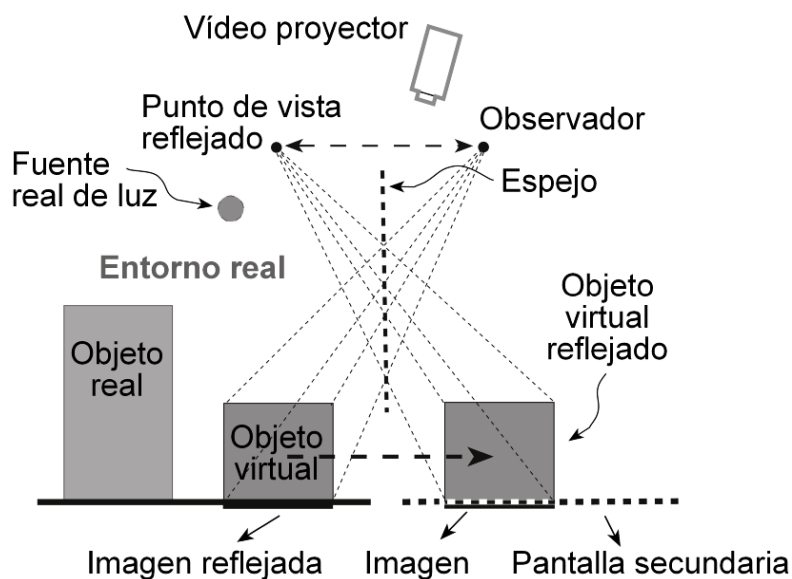 Vídeo proyector
Punto de vista
reflejado
Observador
Fuente
real de luz
Espejo
Entorno real
Objeto
virtual
reflejado
Objeto
real
Objeto
virtual
Imagen reflejada
Imagen
Pantalla secundaria